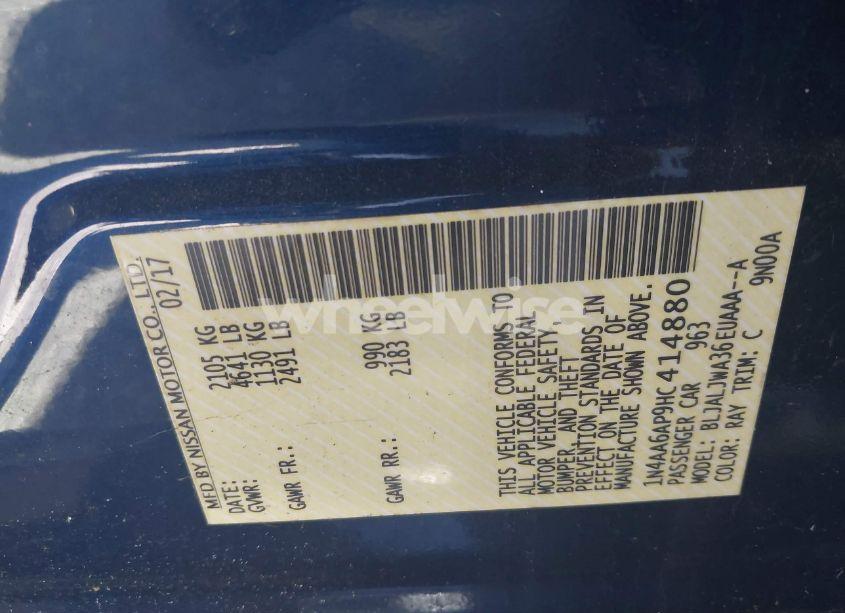 MFD BY NISSAN MOTOR CO., LTD.
DATE: 02/17
GVWR: 2105 KG
4641 LB
GAWR FR.: 1130 KG
2491 LB
GAWR RR.: 990 KG
2183 LB
THIS VEHICLE CONFORMS TO
ALL APPLICABLE FEDERAL
MOTOR VEHICLE SAFETY,
BUMPER, AND THEFT
PREVENTION STANDARDS IN
EFFECT ON THE DATE OF
MANUFACTURE SHOWN ABOVE.
1N4AA6AP9HC414880
PASSENGER CAR 963
MODEL: BLJALJWA36EUAAA--A
COLOR: RAY TRIM: C 9N00A
wheelwise